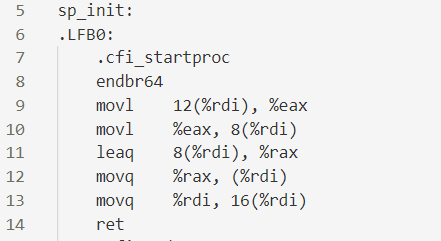 5 sp_init:
6 .LFB0:
7 .cfi_startproc
8 endbr64
9 movl 12(%rdi), %eax
10 movl %eax, 8(%rdi)
11 leaq 8(%rdi), %rax
12 movq %rax, (%rdi)
13 movq %rdi, 16(%rdi)
14 ret